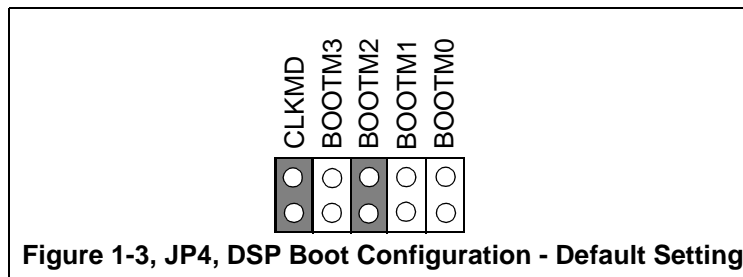 CLKMD
BOOTM3
BOOTM2
BOOTM1
BOOTM0
Figure 1-3, JP4, DSP Boot Configuration - Default Setting